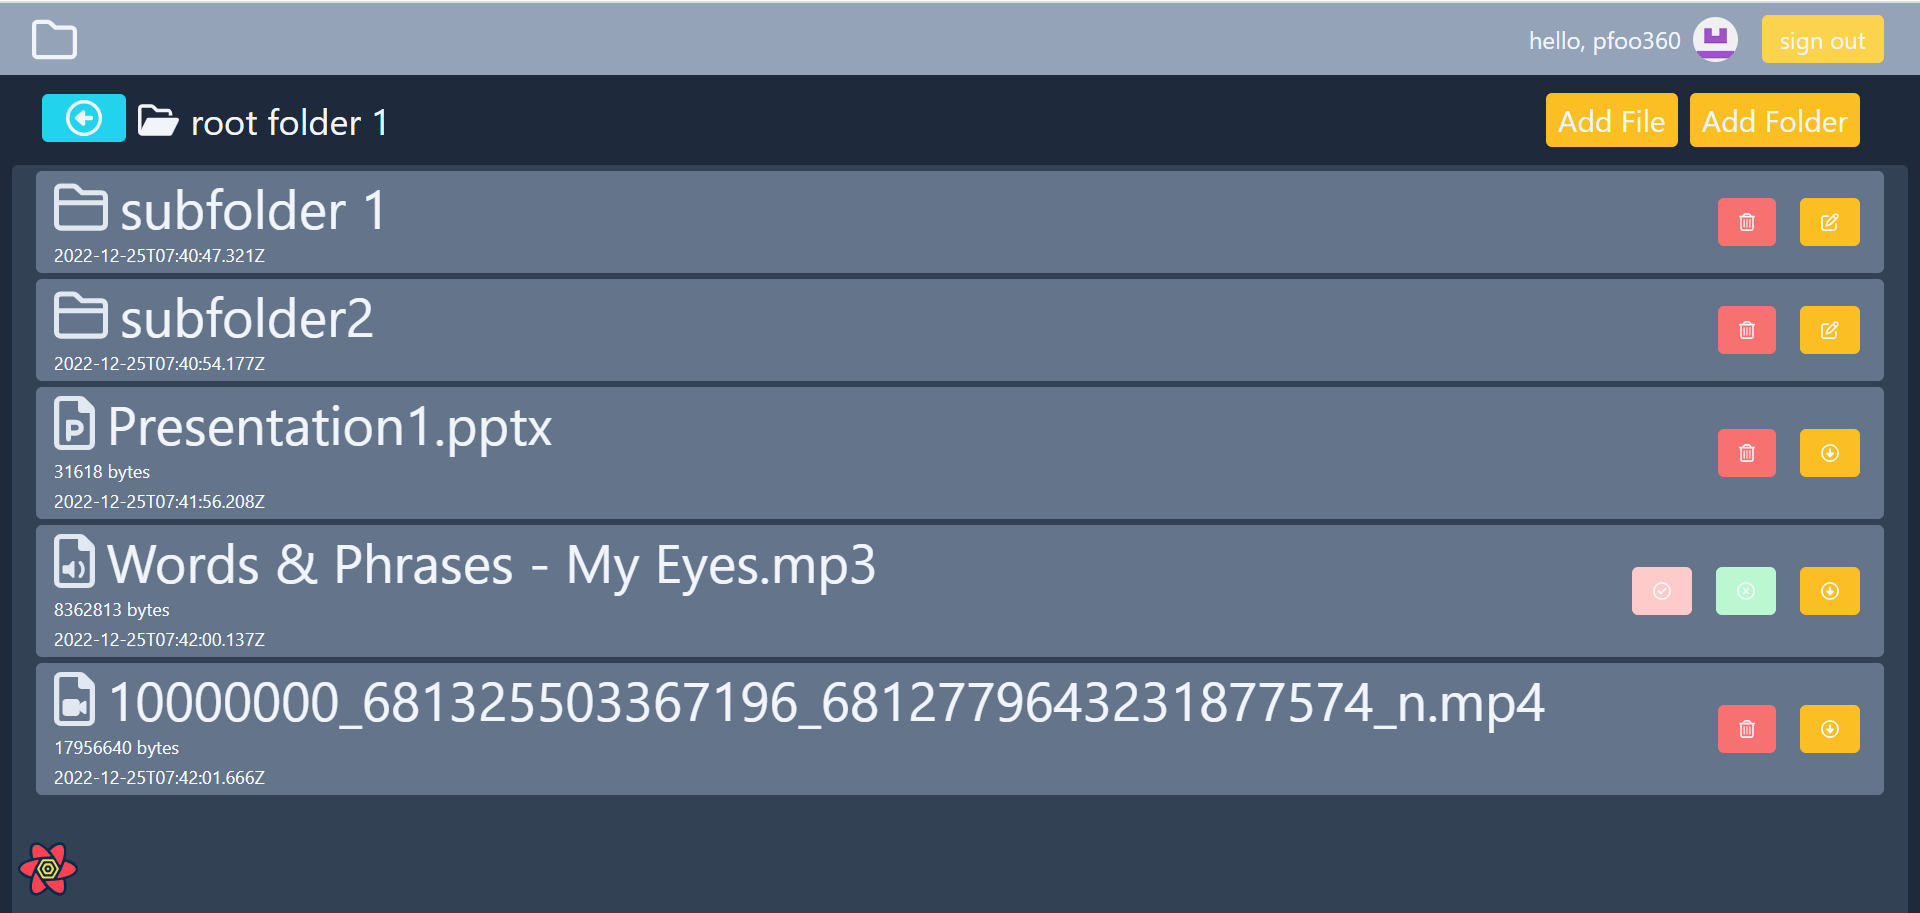 hello, pfoo360
sign out
root folder 1
Add File
Add Folder
subfolder 1
2022-12-25T07:40:47.321Z
subfolder2
2022-12-25T07:40:54.177Z
Presentation1.pptx
31618 bytes
2022-12-25T07:41:56.208Z
Words & Phrases - My Eyes.mp3
8362813 bytes
2022-12-25T07:42:00.137Z
10000000_681325503367196_6812779643231877574_n.mp4
17956640 bytes
2022-12-25T07:42:01.666Z